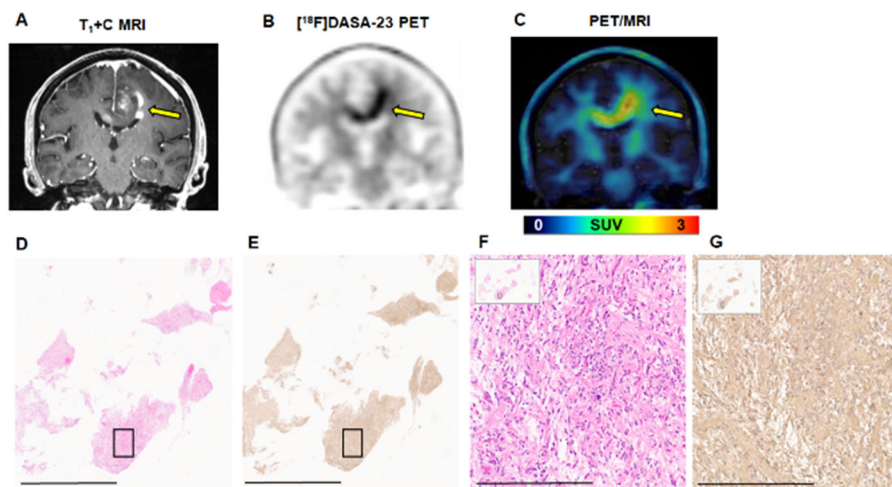 A
T₁+C MRI
B
[¹⁸F]DASA-23 PET
C
PET/MRI
0 SUV 3
D
E
F
G